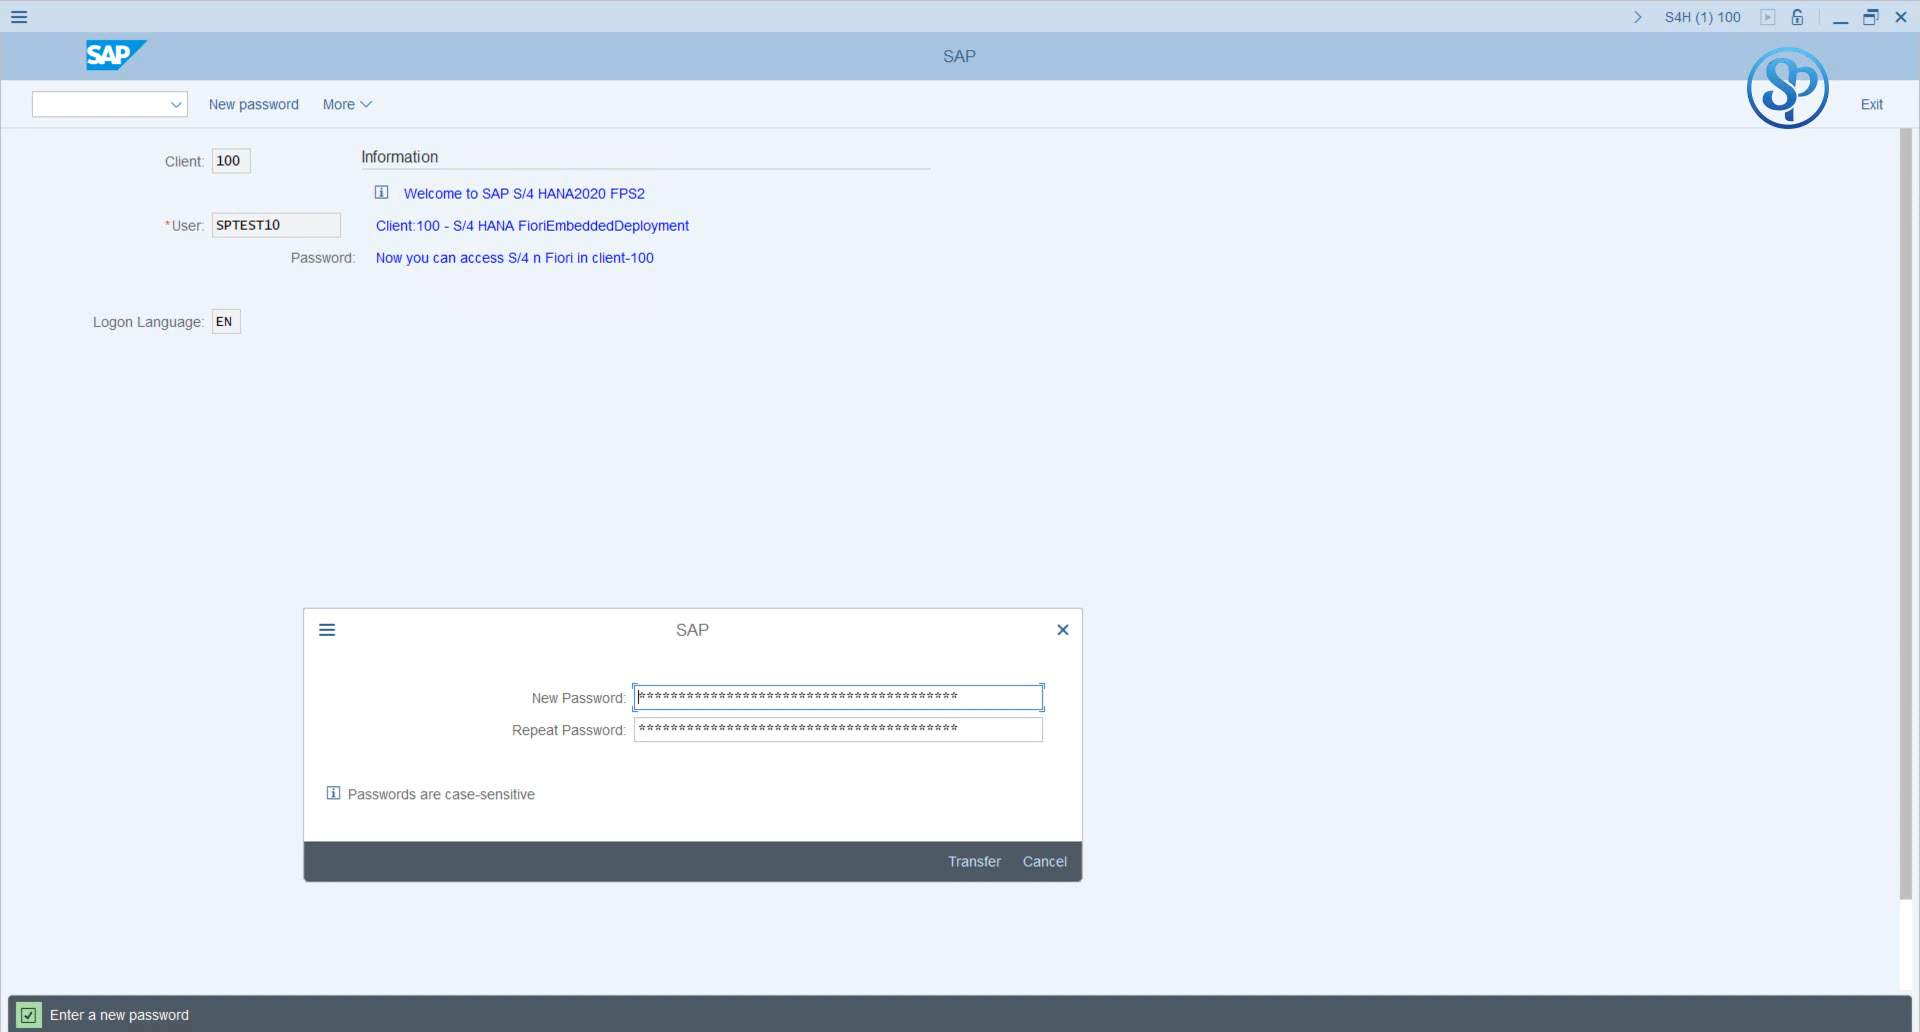 S4H (1) 100
SAP
SAP
New password
More
Exit
Client: 100
Information
Welcome to SAP S/4 HANA2020 FPS2
*User: SPTEST10
Client:100 - S/4 HANA FioriEmbeddedDeployment
Password:
Now you can access S/4 n Fiori in client-100
Logon Language: EN
SAP
New Password: ****************************************
Repeat Password: ****************************************
Passwords are case-sensitive
Transfer
Cancel
Enter a new password
SP